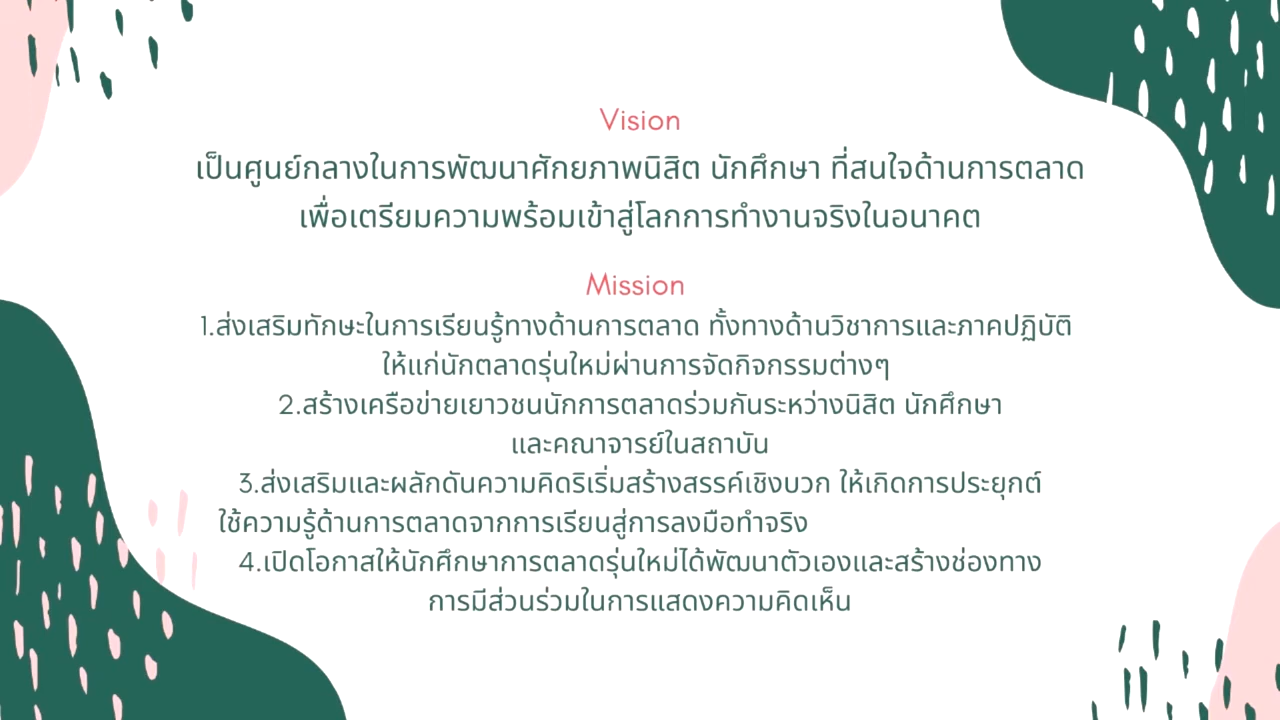 Vision
เป็นศูนย์กลางในการพัฒนาศักยภาพนิสิต นักศึกษา ที่สนใจด้านการตลาด
เพื่อเตรียมความพร้อมเข้าสู่โลกการทำงานจริงในอนาคต
Mission
1.ส่งเสริมทักษะในการเรียนรู้ทางด้านการตลาด ทั้งทางด้านวิชาการและภาคปฏิบัติ
ให้แก่นักตลาดรุ่นใหม่ผ่านการจัดกิจกรรมต่างๆ
2.สร้างเครือข่ายเยาวชนนักการตลาดร่วมกันระหว่างนิสิต นักศึกษา
และคณาจารย์ในสถาบัน
3.ส่งเสริมและผลักดันความคิดริเริ่มสร้างสรรค์เชิงบวก ให้เกิดการประยุกต์
ใช้ความรู้ด้านการตลาดจากการเรียนสู่การลงมือทำจริง
4.เปิดโอกาสให้นักศึกษาการตลาดรุ่นใหม่ได้พัฒนาตัวเองและสร้างช่องทาง
การมีส่วนร่วมในการแสดงความคิดเห็น